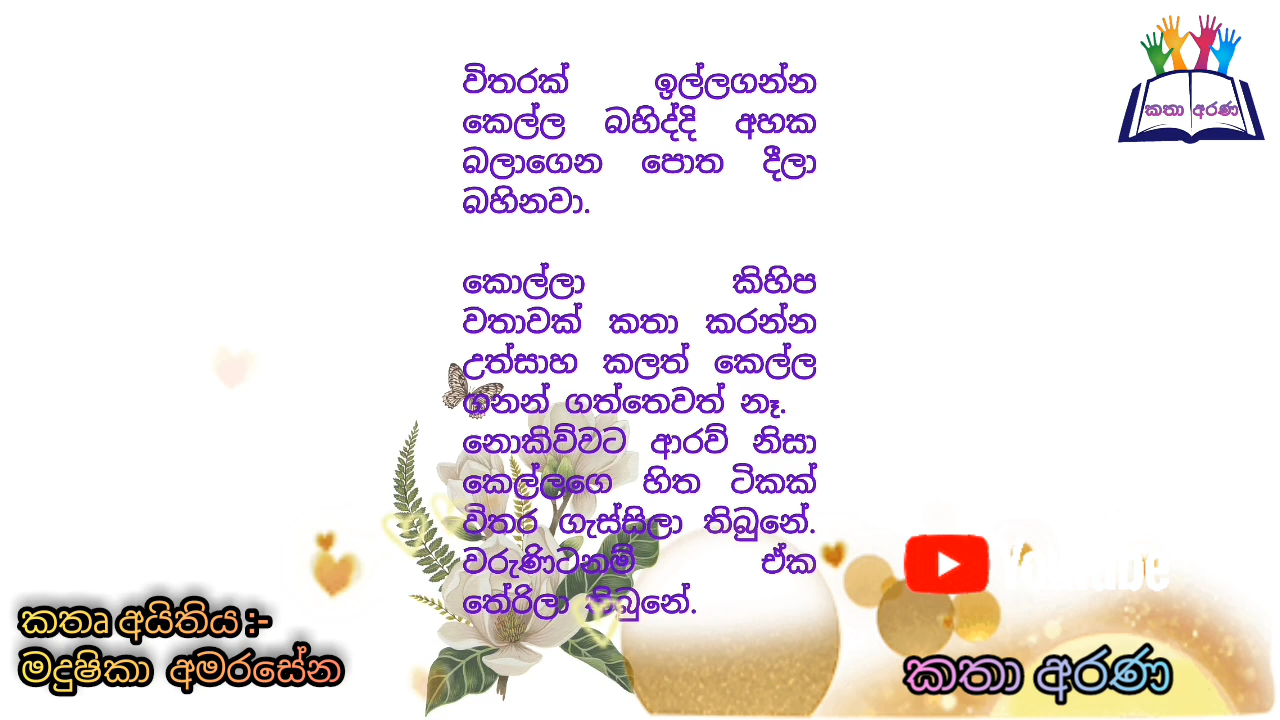 කතා අරණ
විතරක් ඉල්ලගන්න
කෙල්ල බහිද්දි අහක
බලාගෙන පොත දීලා
බහිනවා.
කොල්ලා කිහිප
වතාවක් කතා කරන්න
උත්සාහ කලත් කෙල්ල
ගනන් ගත්තෙවත් නෑ.
නොකිව්වට ආරව් නිසා
කෙල්ලගෙ හිත ටිකක්
විතර ගැස්සිලා තිබුනේ.
වරුණිටනම් ඒක
තේරිලා තිබුනේ.
කතෘ අයිතිය :-
මදුෂිකා අමරසේන
YouTube
කතා අරණ